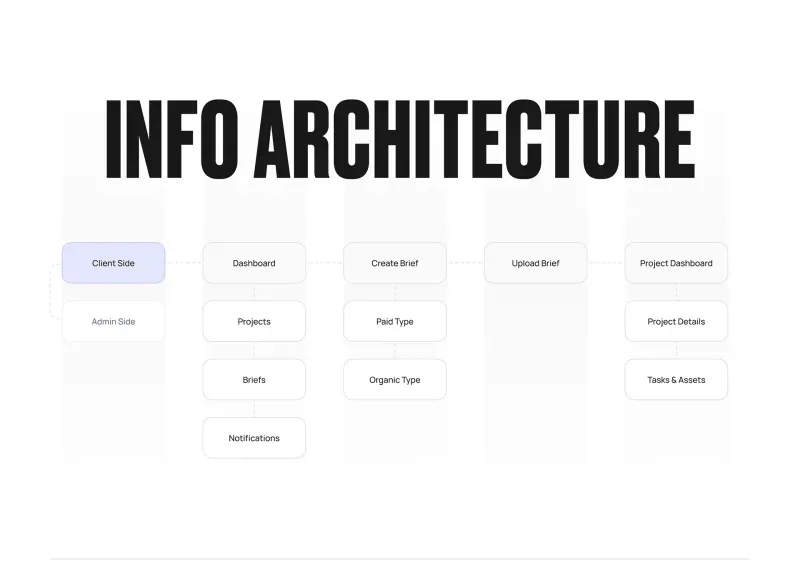 INFO ARCHITECTURE
Client Side
Dashboard
Create Brief
Upload Brief
Project Dashboard
Admin Side
Projects
Paid Type
Project Details
Briefs
Organic Type
Tasks & Assets
Notifications